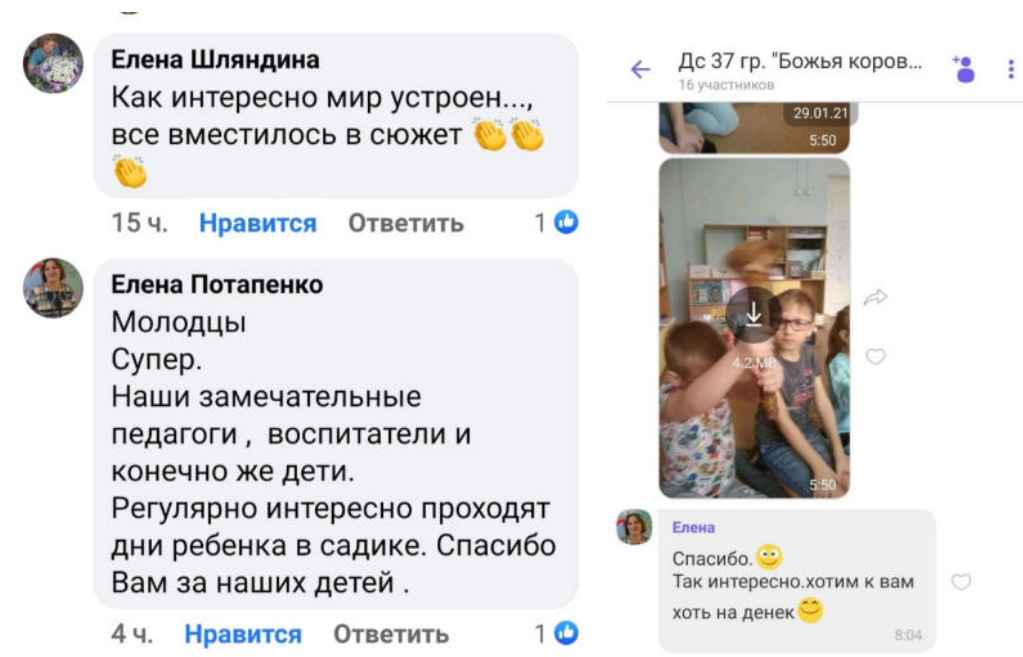 Елена Шляндина
Как интересно мир устроен...,
все вместилось в сюжет 👏👏
👏
15 ч. Нравится Ответить 1
Елена Потапенко
Молодцы
Супер.
Наши замечательные
педагоги , воспитатели и
конечно же дети.
Регулярно интересно проходят
дни ребенка в садике. Спасибо
Вам за наших детей .
4 ч. Нравится Ответить 1
Дс 37 гр. "Божья коров...
16 участников
29.01.21
5:50
4.2 MB
5:50
Елена
Спасибо.🙄
Так интересно.хотим к вам
хоть на денек😊
8:04